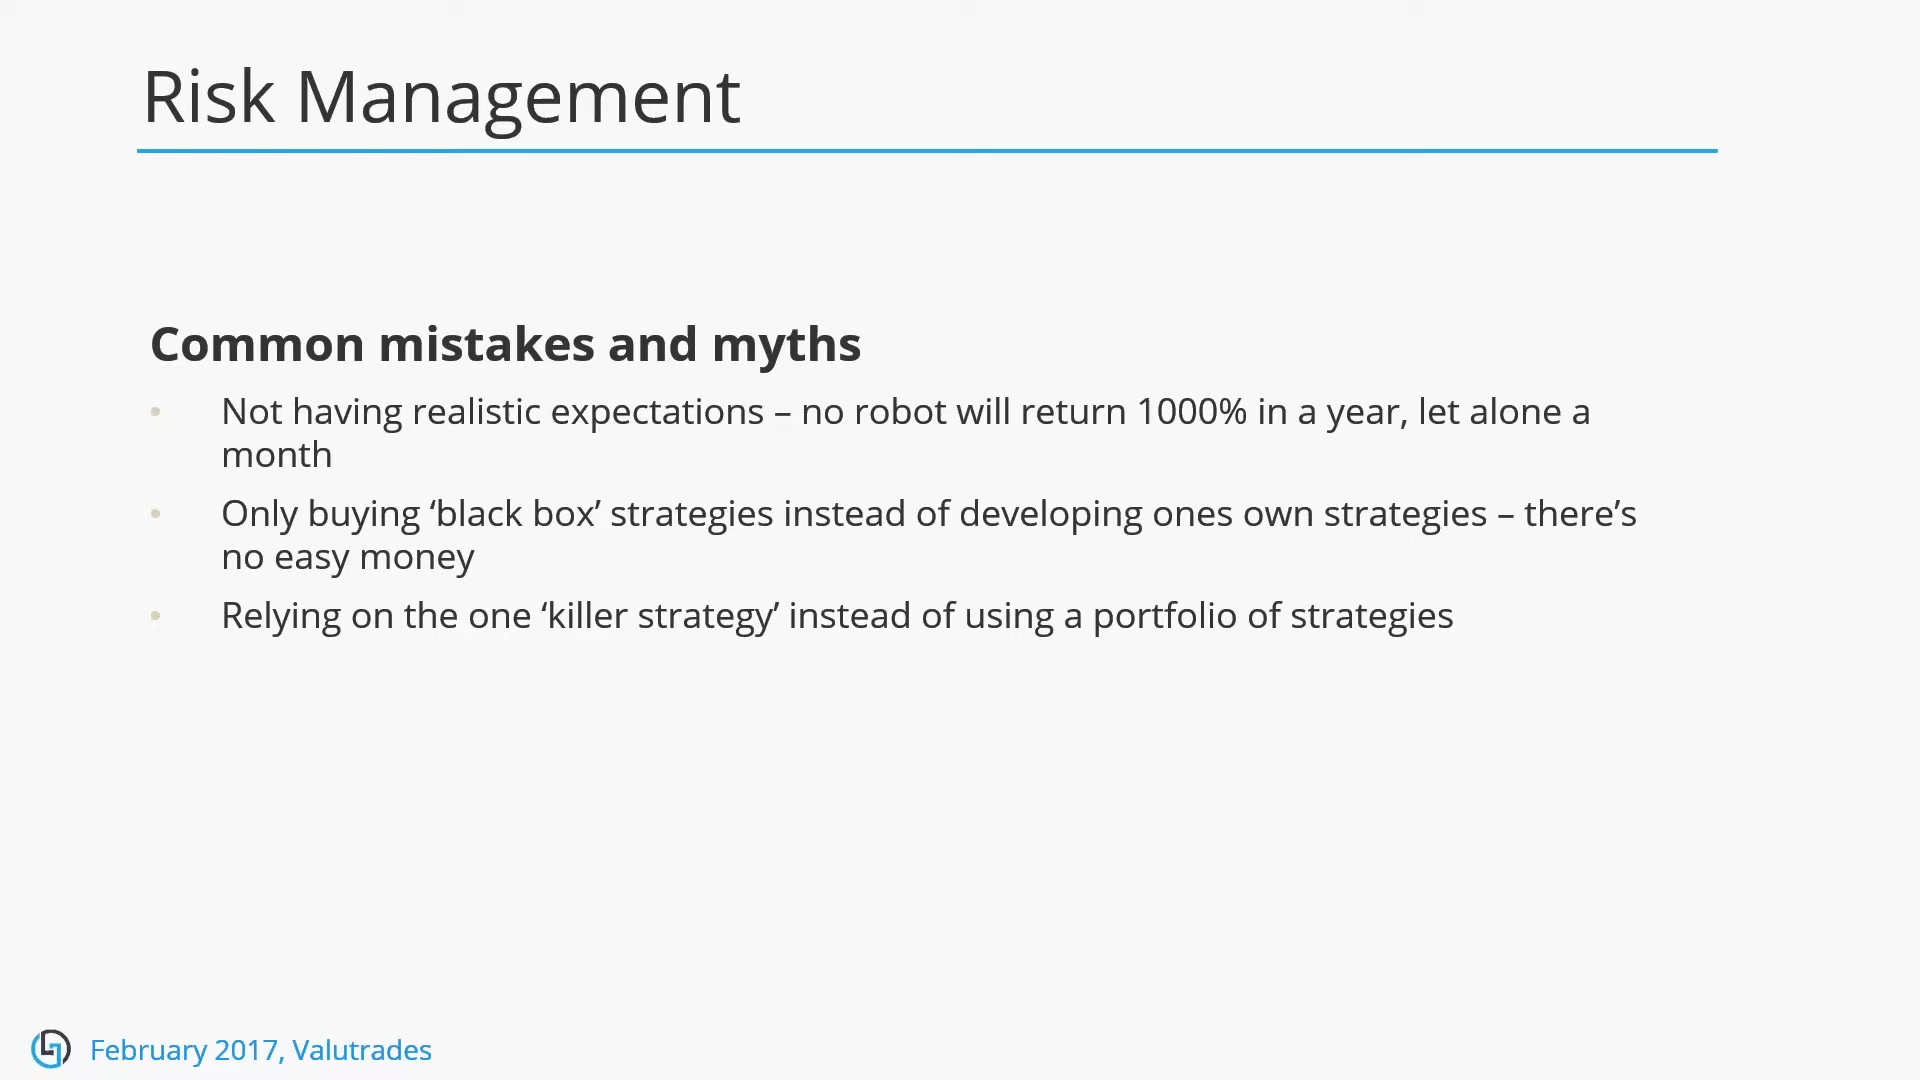 Risk Management
Common mistakes and myths
• Not having realistic expectations – no robot will return 1000% in a year, let alone a
month
• Only buying ‘black box’ strategies instead of developing ones own strategies – there’s
no easy money
• Relying on the one ‘killer strategy’ instead of using a portfolio of strategies
February 2017, Valutrades